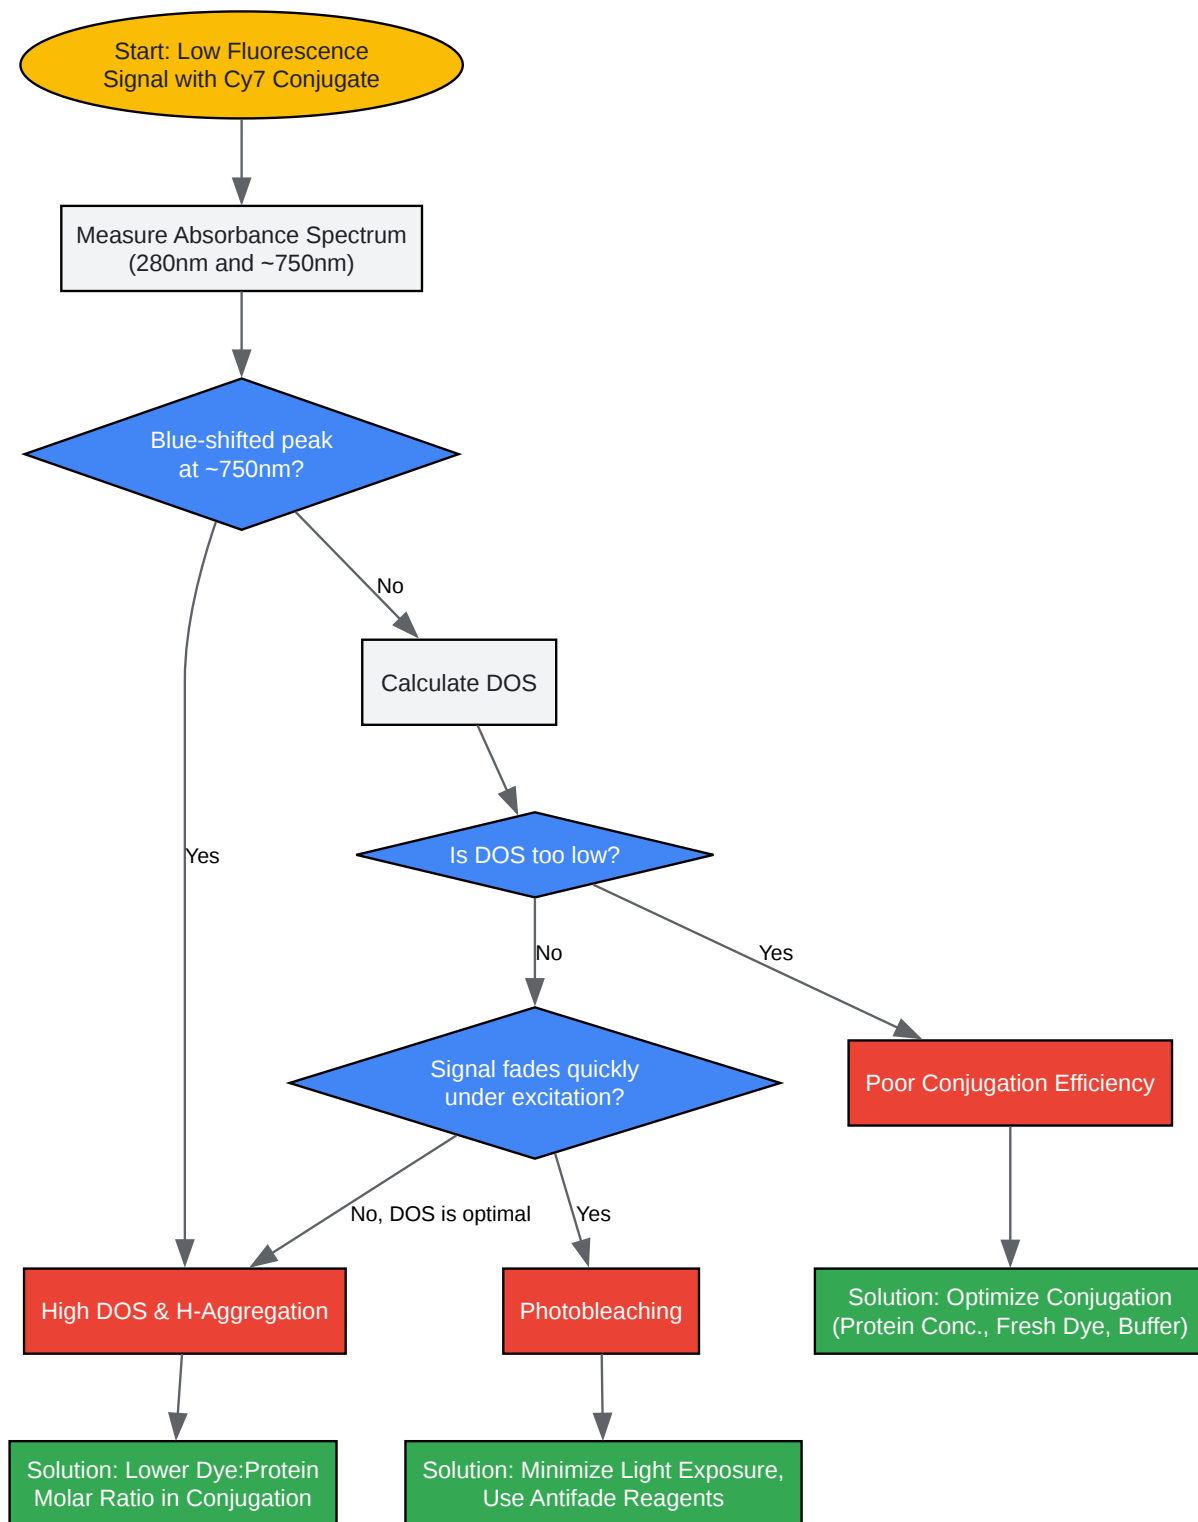 Start: Low Fluorescence
Signal with Cy7 Conjugate
Measure Absorbance Spectrum
(280nm and ~750nm)
Blue-shifted peak
at ~750nm?
No
Calculate DOS
Yes
Is DOS too low?
No
Yes
Signal fades quickly
under excitation?
Poor Conjugation Efficiency
No, DOS is optimal
Yes
High DOS & H-Aggregation
Photobleaching
Solution: Optimize Conjugation
(Protein Conc., Fresh Dye, Buffer)
Solution: Lower Dye:Protein
Molar Ratio in Conjugation
Solution: Minimize Light Exposure,
Use Antifade Reagents